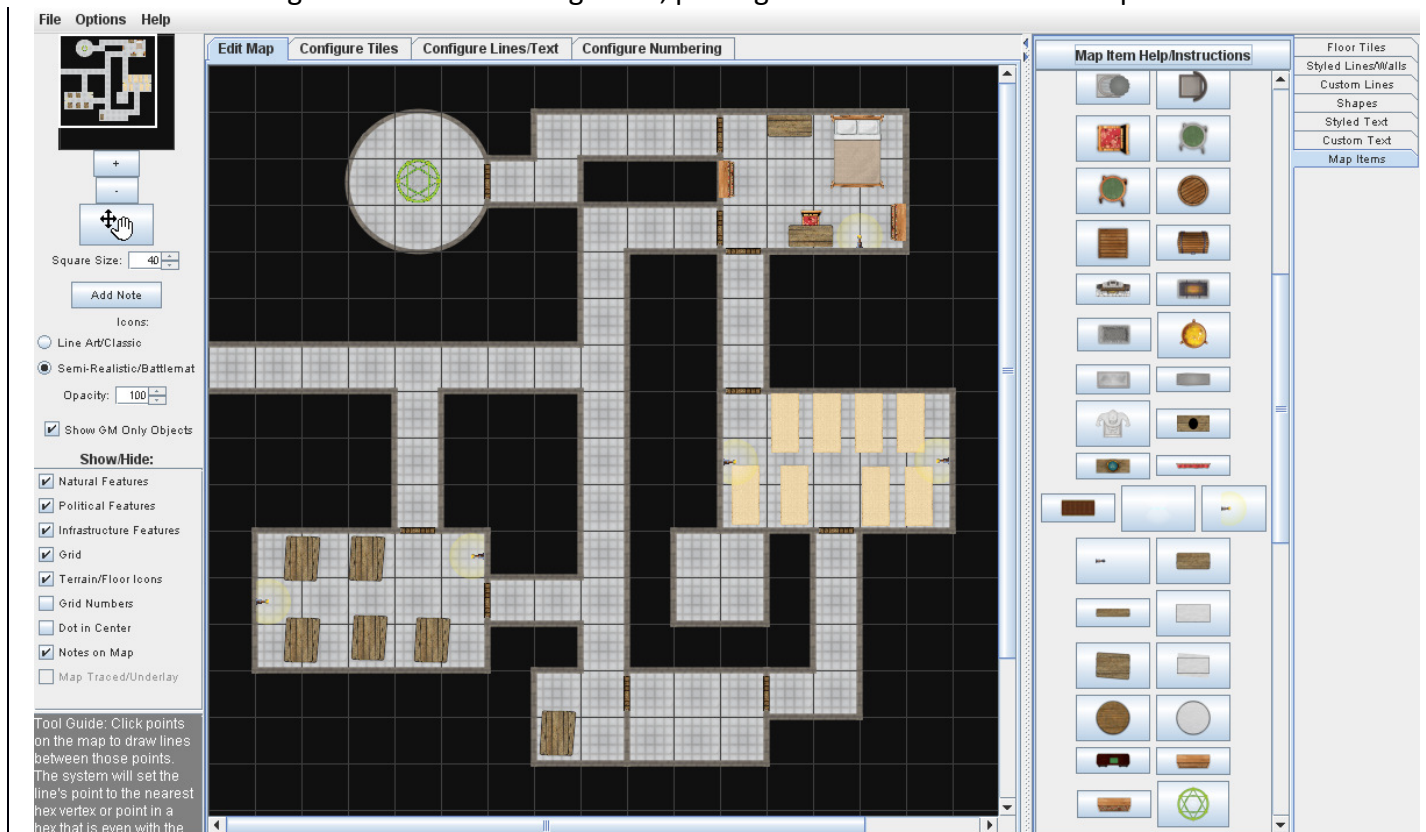 File Options Help
Edit Map Configure Tiles Configure Lines/Text Configure Numbering
Map Item Help/Instructions
Floor Tiles
Styled Lines/Walls
Custom Lines
Shapes
Styled Text
Custom Text
Map Items
+
-
Square Size: 40
Add Note
Icons:
Line Art/Classic
Semi-Realistic/Battlemat
Opacity: 100
Show GM Only Objects
Show/Hide:
Natural Features
Political Features
Infrastructure Features
Grid
Terrain/Floor Icons
Grid Numbers
Dot in Center
Notes on Map
Map Traced/Underlay
Tool Guide: Click points
on the map to draw lines
between those points.
The system will set the
line's point to the nearest
hex vertex or point in a
hex that is even with the